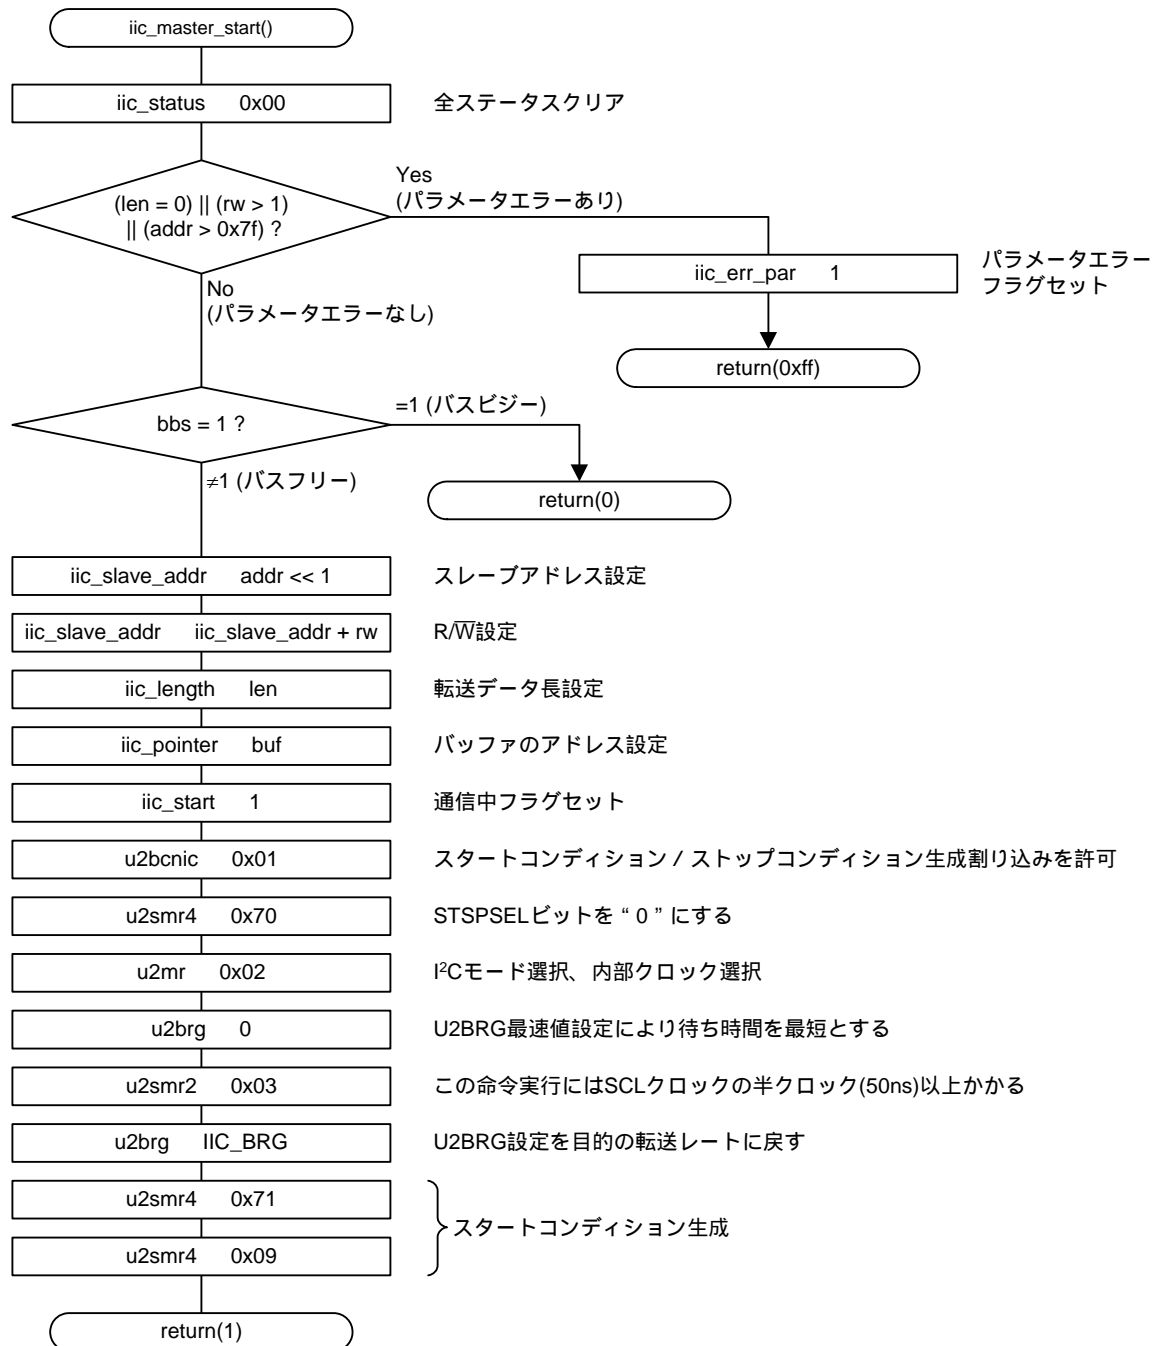 iic_master_start()
iic_status 0x00
全ステータスクリア
(len = 0) || (rw > 1)
|| (addr > 0x7f) ?
Yes
(パラメータエラーあり)
iic_err_par 1
パラメータエラー
フラグセット
return(0xff)
No
(パラメータエラーなし)
bbs = 1 ?
=1 (バスビジー)
return(0)
≠1 (バスフリー)
iic_slave_addr addr << 1
スレーブアドレス設定
iic_slave_addr iic_slave_addr + rw
R/W̅設定
iic_length len
転送データ長設定
iic_pointer buf
バッファのアドレス設定
iic_start 1
通信中フラグセット
u2bcnic 0x01
スタートコンディション / ストップコンディション生成割り込みを許可
u2smr4 0x70
STSPSELビットを “ 0 ” にする
u2mr 0x02
I²Cモード選択、内部クロック選択
u2brg 0
U2BRG最速値設定により待ち時間を最短とする
u2smr2 0x03
この命令実行にはSCLクロックの半クロック(50ns)以上かかる
u2brg IIC_BRG
U2BRG設定を目的の転送レートに戻す
u2smr4 0x71
スタートコンディション生成
u2smr4 0x09
return(1)